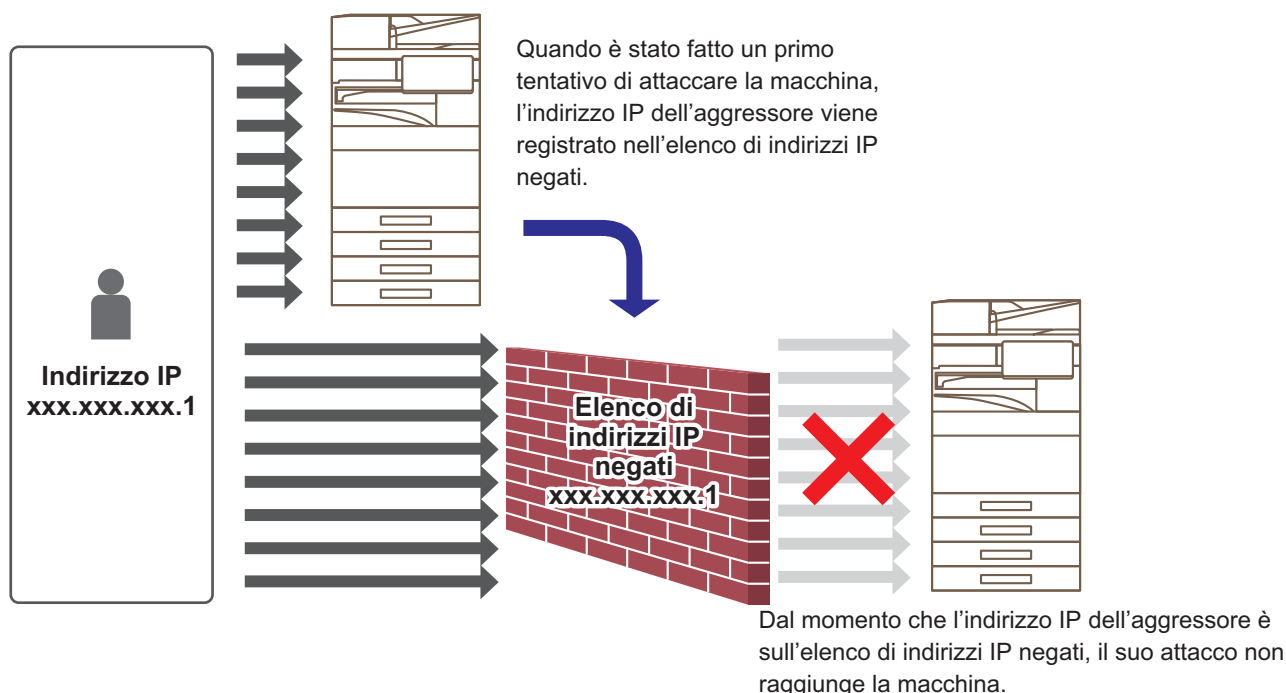 Quando è stato fatto un primo
tentativo di attaccare la macchina,
l’indirizzo IP dell’aggressore viene
registrato nell’elenco di indirizzi IP
negati.
Indirizzo IP
xxx.xxx.xxx.1
Elenco di
indirizzi IP
negati
xxx.xxx.xxx.1
Dal momento che l’indirizzo IP dell’aggressore è
sull’elenco di indirizzi IP negati, il suo attacco non
raggiunge la macchina.